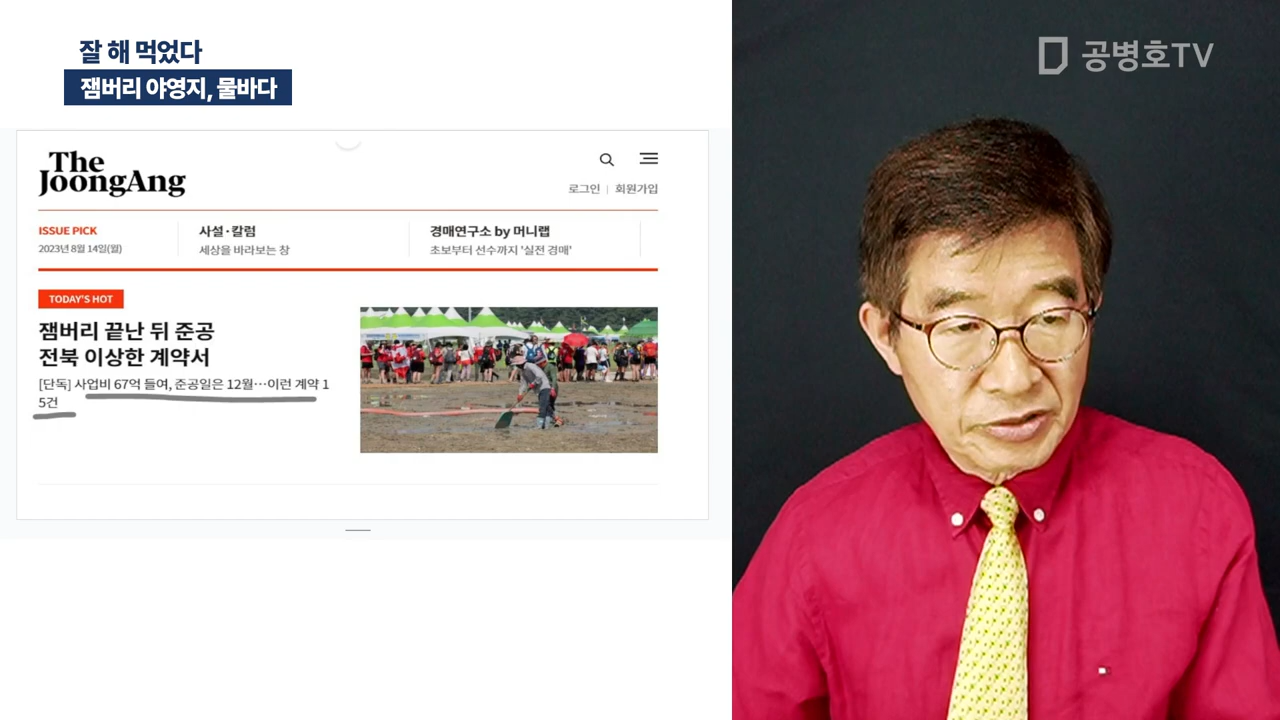 잘 해 먹었다
잼버리 야영지, 물바다
공병호TV
The
JoongAng
로그인 | 회원가입
ISSUE PICK
2023년 8월 14일(월)
사설·칼럼
세상을 바라보는 창
경매연구소 by 머니랩
초보부터 선수까지 '실전 경매'
TODAY'S HOT
잼버리 끝난 뒤 준공
전북 이상한 계약서
[단독] 사업비 67억 들여, 준공일은 12월…이런 계약 1
5건